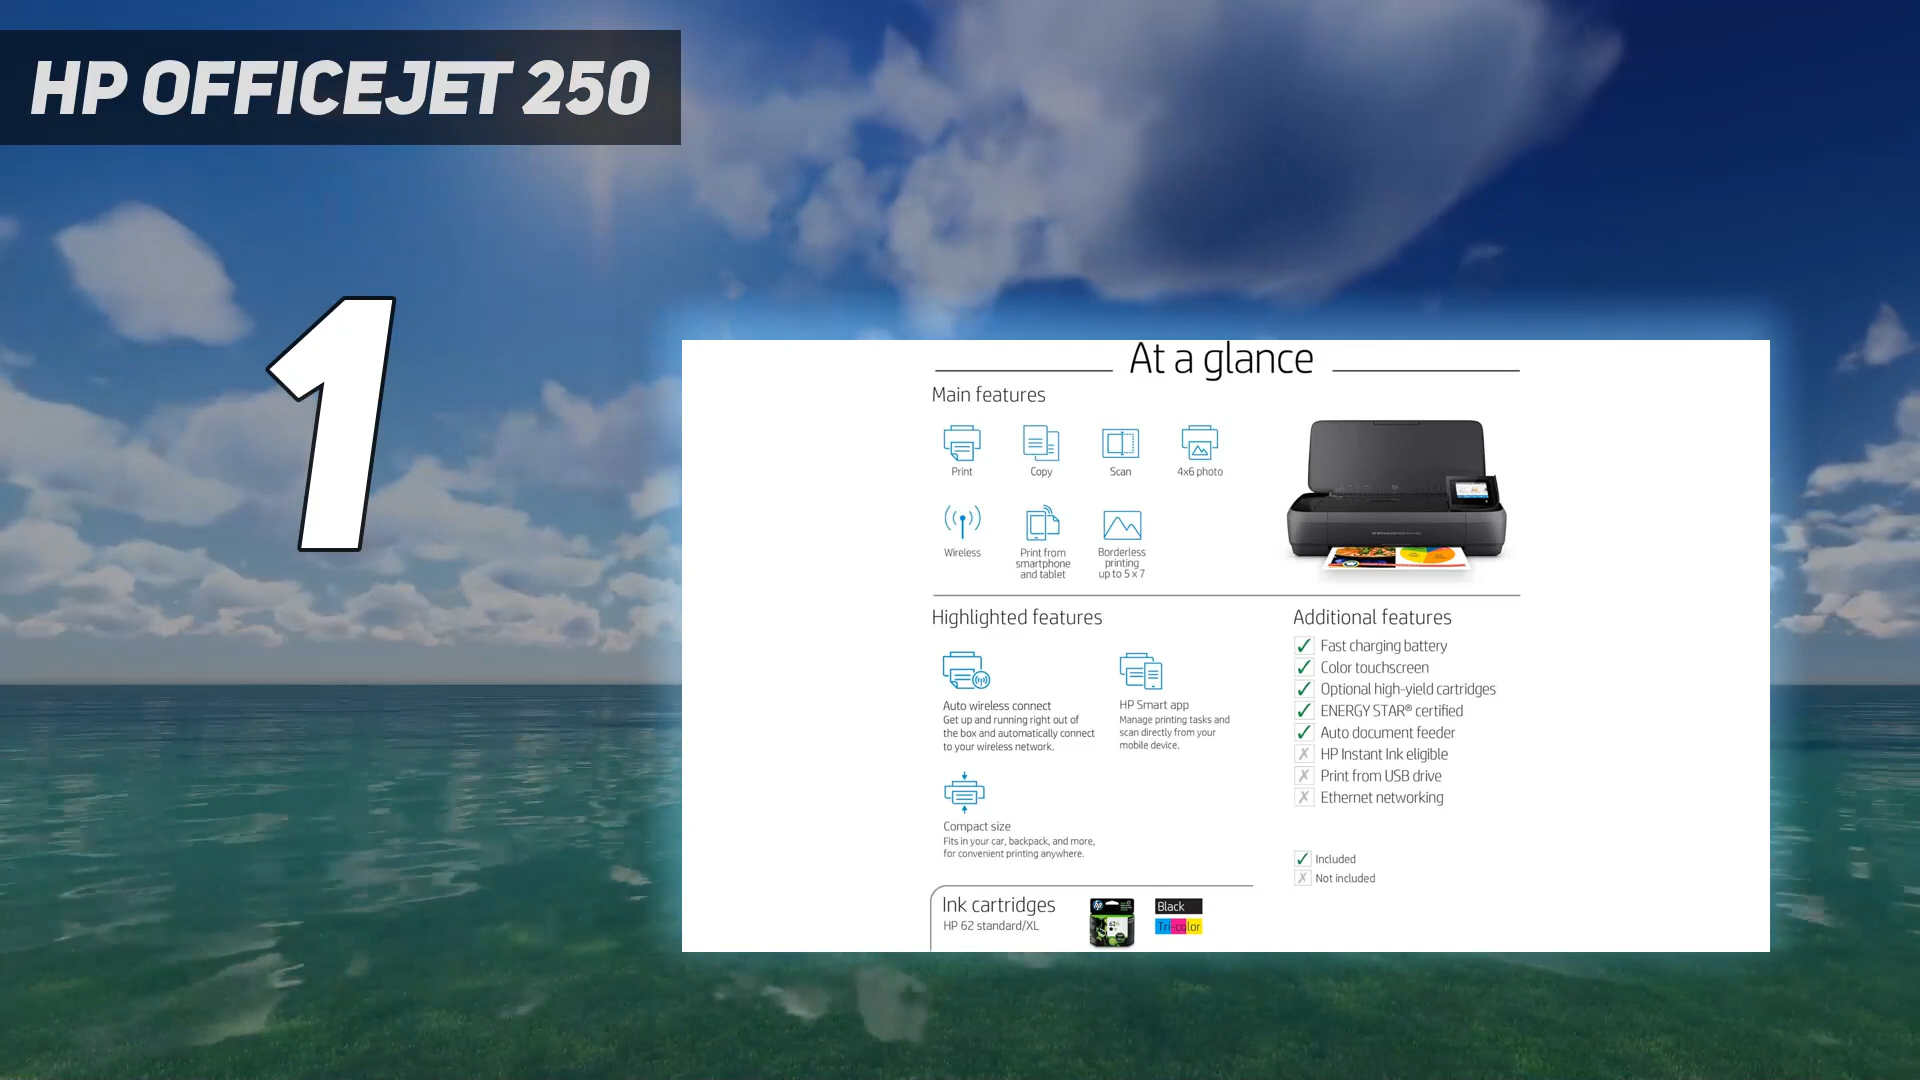 HP OFFICEJET 250
1
At a glance
Main features
Print
Copy
Scan
4x6 photo
Wireless
Print from
smartphone
and tablet
Borderless
printing
up to 5 x 7
Highlighted features
Auto wireless connect
Get up and running right out of
the box and automatically connect
to your wireless network.
HP Smart app
Manage printing tasks and
scan directly from your
mobile device.
Compact size
Fits in your car, backpack, and more,
for convenient printing anywhere.
Additional features
✓ Fast charging battery
✓ Color touchscreen
✓ Optional high-yield cartridges
✓ ENERGY STAR® certified
✓ Auto document feeder
✗ HP Instant Ink eligible
✗ Print from USB drive
✗ Ethernet networking
✓ Included
✗ Not included
Ink cartridges
HP 62 standard/XL
hp
62
Black
Tri-color